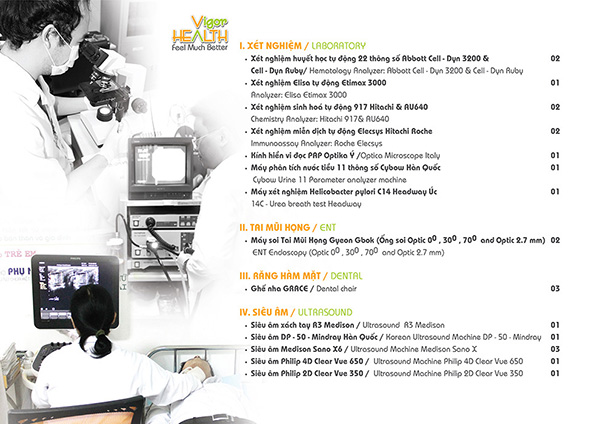 Vigor
HEALTH
Feel Much Better
I. XÉT NGHIỆM / LABORATORY
• Xét nghiệm huyết học tự động 22 thông số Abbott Cell - Dyn 3200 & 02
Cell - Dyn Ruby/ Hematology Analyzer: Abbott Cell - Dyn 3200 & Cell - Dyn Ruby
• Xét nghiệm Elisa tự động Etimax 3000 01
Analyzer: Elisa Etimax 3000
• Xét nghiệm sinh hoá tự động 917 Hitachi & AU640 02
Chemistry Analyzer: Hitachi 917& AU640
• Xét nghiệm miễn dịch tự động Elecsys Hitachi Roche 02
Immunoassay Analyzer: Roche Elecsys
• Kính hiển vi đọc PAP Optika Ý /Optica Microscope Italy 01
• Máy phân tích nước tiểu 11 thông số Cybow Hàn Quốc 01
Cybow Urine 11 Parameter analyzer machine
• Máy xét nghiệm Helicobacter pylori C14 Headway Úc 01
14C - Urea breath test Headway
II. TAI MŨI HỌNG / ENT
• Máy soi Tai Mũi Họng Gyeon Gbok (Ống soi Optic 0⁰ , 30⁰ , 70⁰ and Optic 2.7 mm) 02
ENT Endoscopy (Optic 0⁰ , 30⁰ , 70⁰ and Optic 2.7 mm)
III. RĂNG HÀM MẶT / DENTAL
• Ghế nha GRACE / Dental chair 03
IV. SIÊU ÂM / ULTRASOUND
• Siêu âm xách tay R3 Medison / Ultrasound R3 Medison 01
• Siêu âm DP - 50 - Mindray Hàn Quốc / Korean Ultrasound Machine DP - 50 - Mindray 01
• Siêu âm Medison Sano X6 / Ultrasound Machine Medison Sano X 03
• Siêu âm Philip 4D Clear Vue 650 / Ultrasound Machine Philip 4D Clear Vue 650 01
• Siêu âm Philip 2D Clear Vue 350 / Ultrasound Machine Philip 2D Clear Vue 350 01
TRẺ EM
PHỤ N